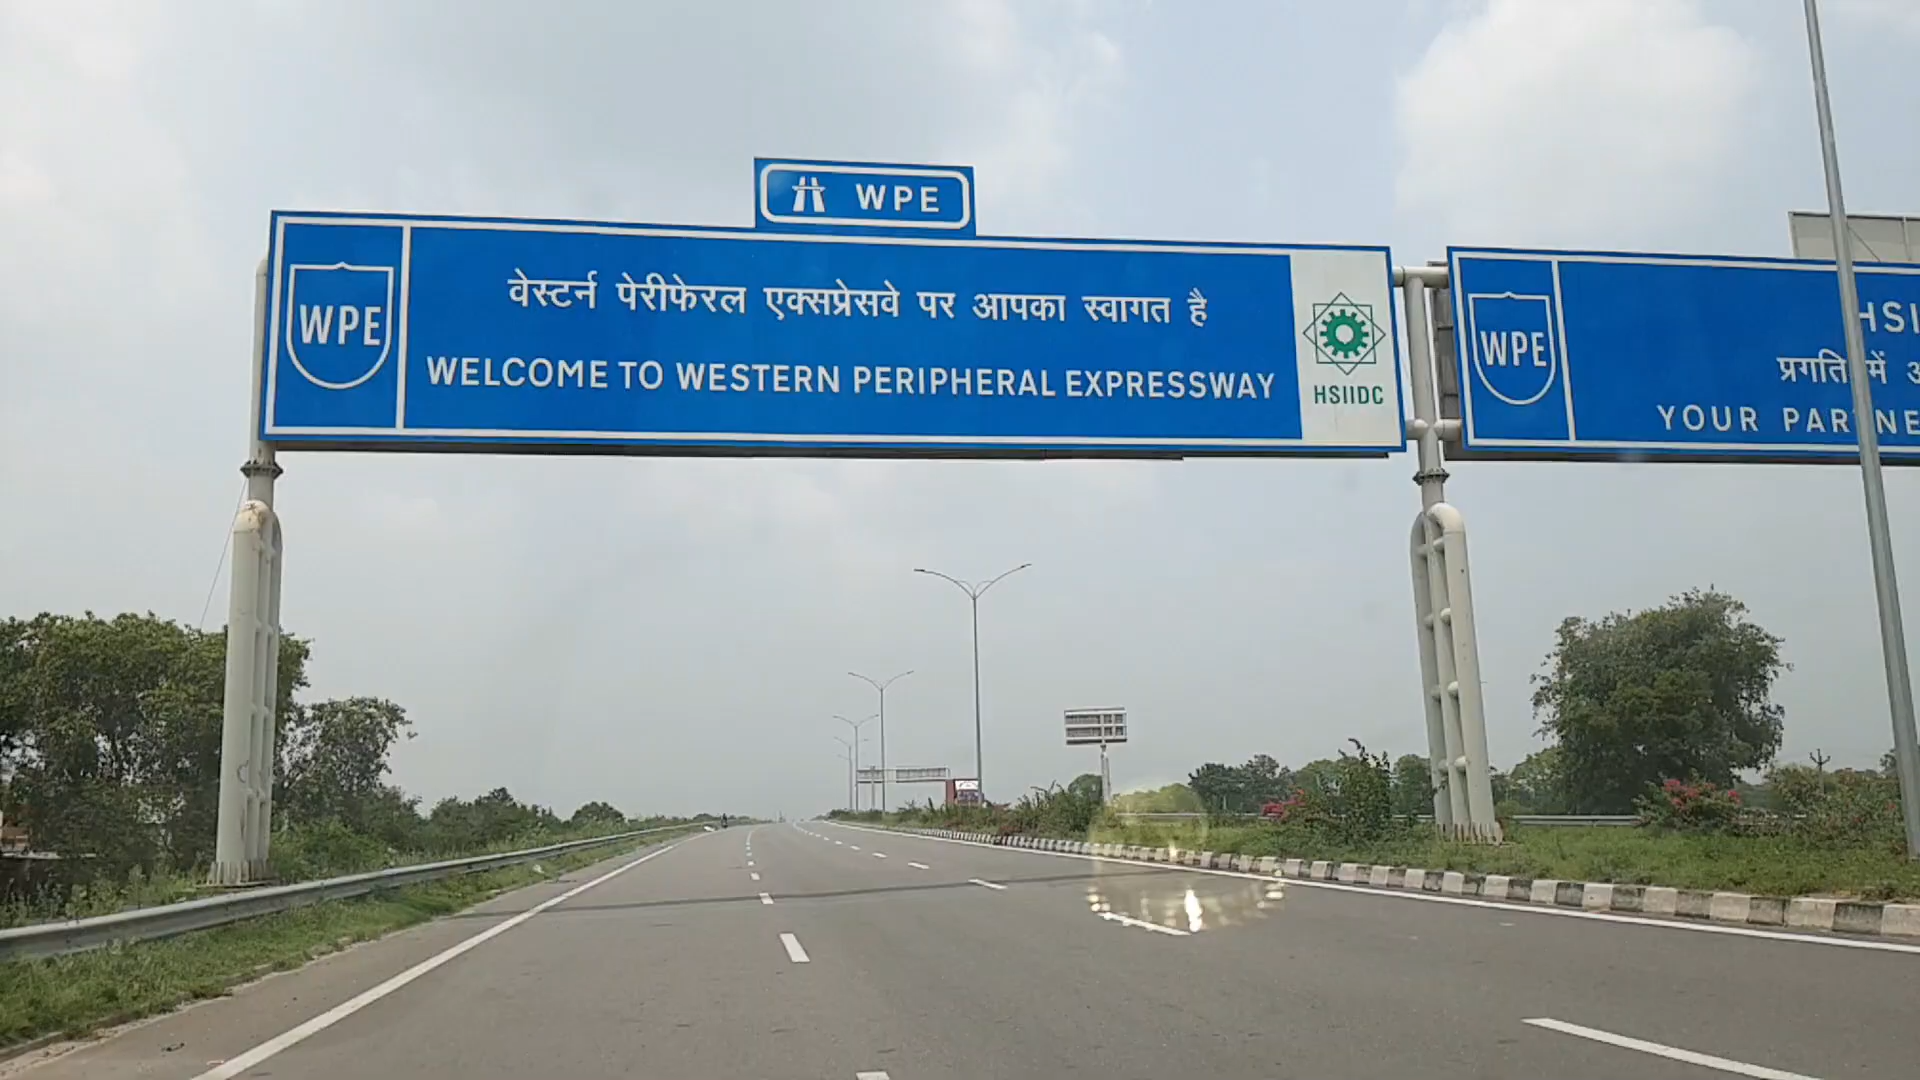 WPE
WPE
वेस्टर्न पेरीफेरल एक्सप्रेसवे पर आपका स्वागत है
WELCOME TO WESTERN PERIPHERAL EXPRESSWAY
HSIIDC
WPE
HSI
प्रगति में
YOUR PARTNE